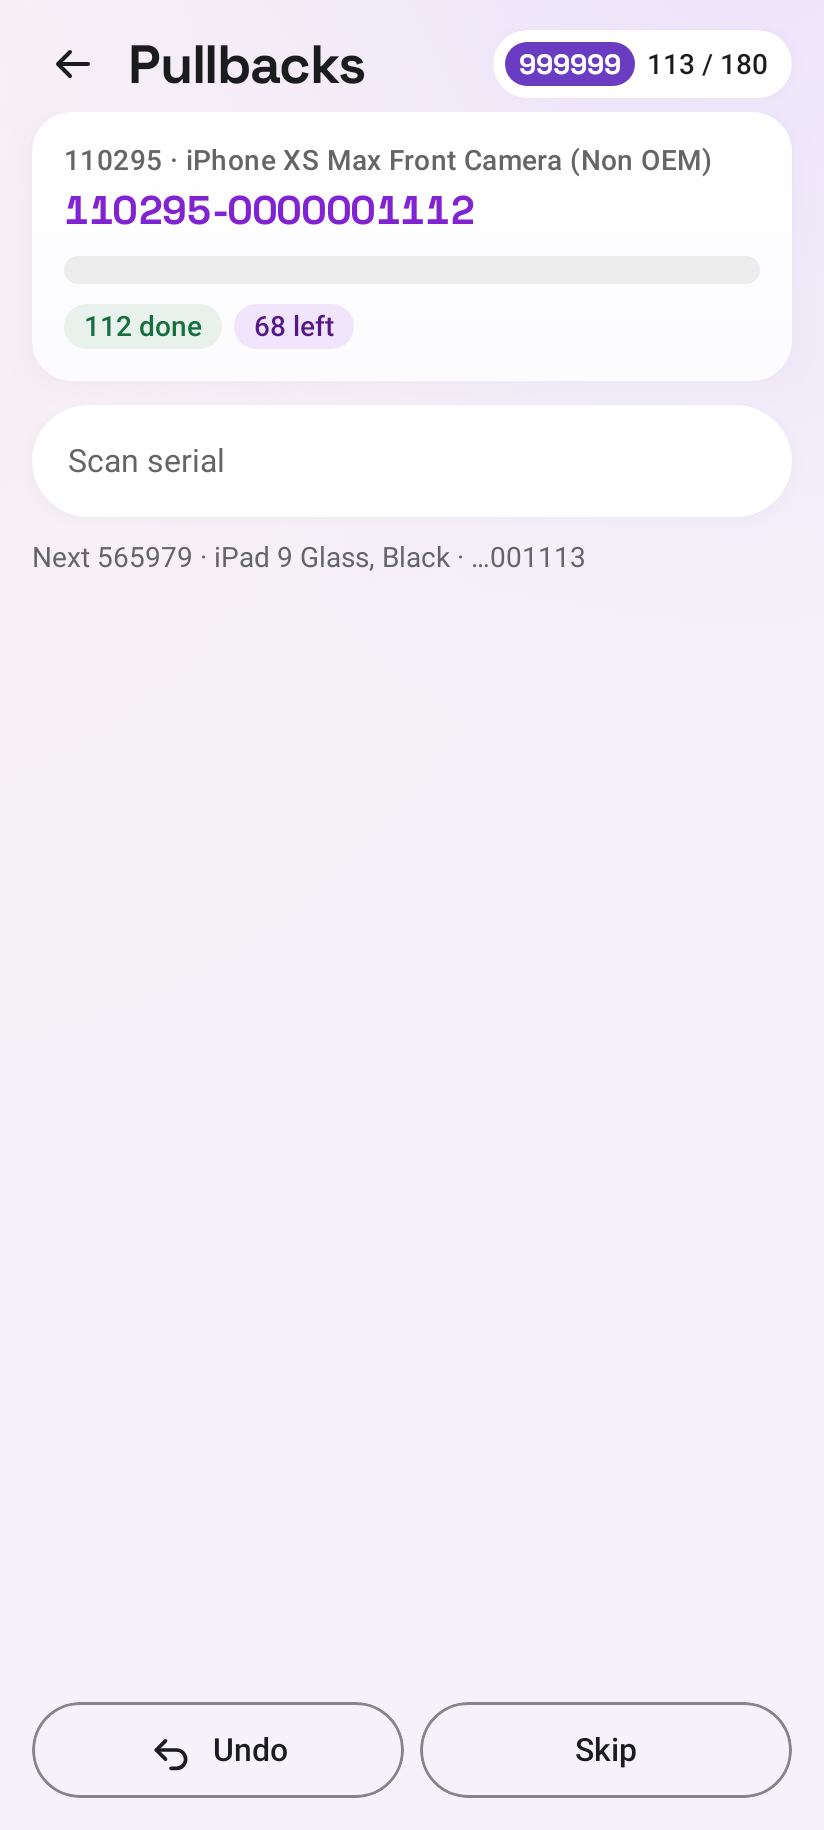 Pullbacks
999999 113 / 180
110295 · iPhone XS Max Front Camera (Non OEM)
110295-0000001112
112 done 68 left
Scan serial
Next 565979 · iPad 9 Glass, Black · …001113
Undo Skip